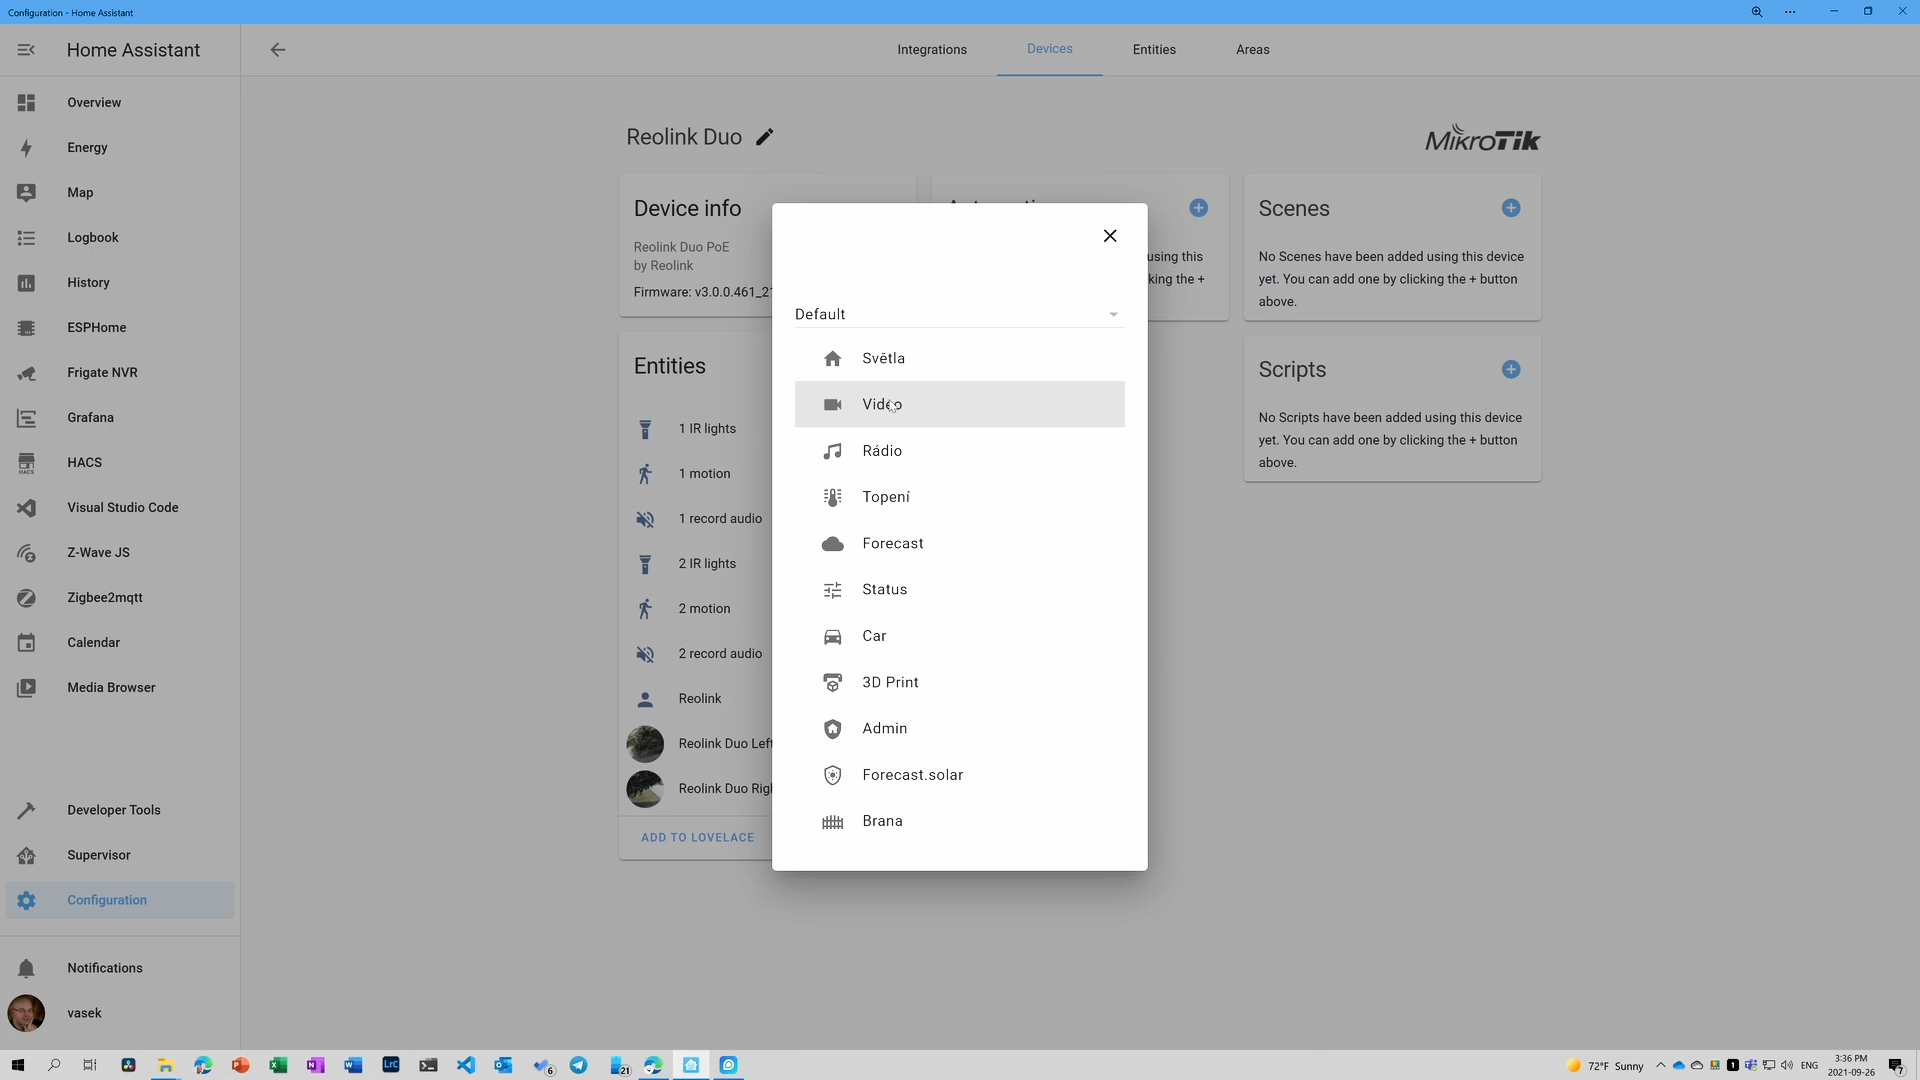 Configuration - Home Assistant
Home Assistant
Integrations
Devices
Entities
Areas
Overview
Energy
Map
Logbook
History
ESPHome
Frigate NVR
Grafana
HACS
Visual Studio Code
Z-Wave JS
Zigbee2mqtt
Calendar
Media Browser
Developer Tools
Supervisor
Configuration
Notifications
vasek
Reolink Duo
MikroTik
Device info
Reolink Duo PoE
by Reolink
Firmware: v3.0.0.461_2
Entities
1 IR lights
1 motion
1 record audio
2 IR lights
2 motion
2 record audio
Reolink
Reolink Duo Left
Reolink Duo Rig
ADD TO LOVELACE
using this
king the +
Default
Světla
Video
Rádio
Topení
Forecast
Status
Car
3D Print
Admin
Forecast.solar
Brana
Scenes
No Scenes have been added using this device
yet. You can add one by clicking the + button
above.
Scripts
No Scripts have been added using this device
yet. You can add one by clicking the + button
above.
HACS
LrC
6
21
72°F Sunny
1
ENG
3:36 PM
2021-09-26
7